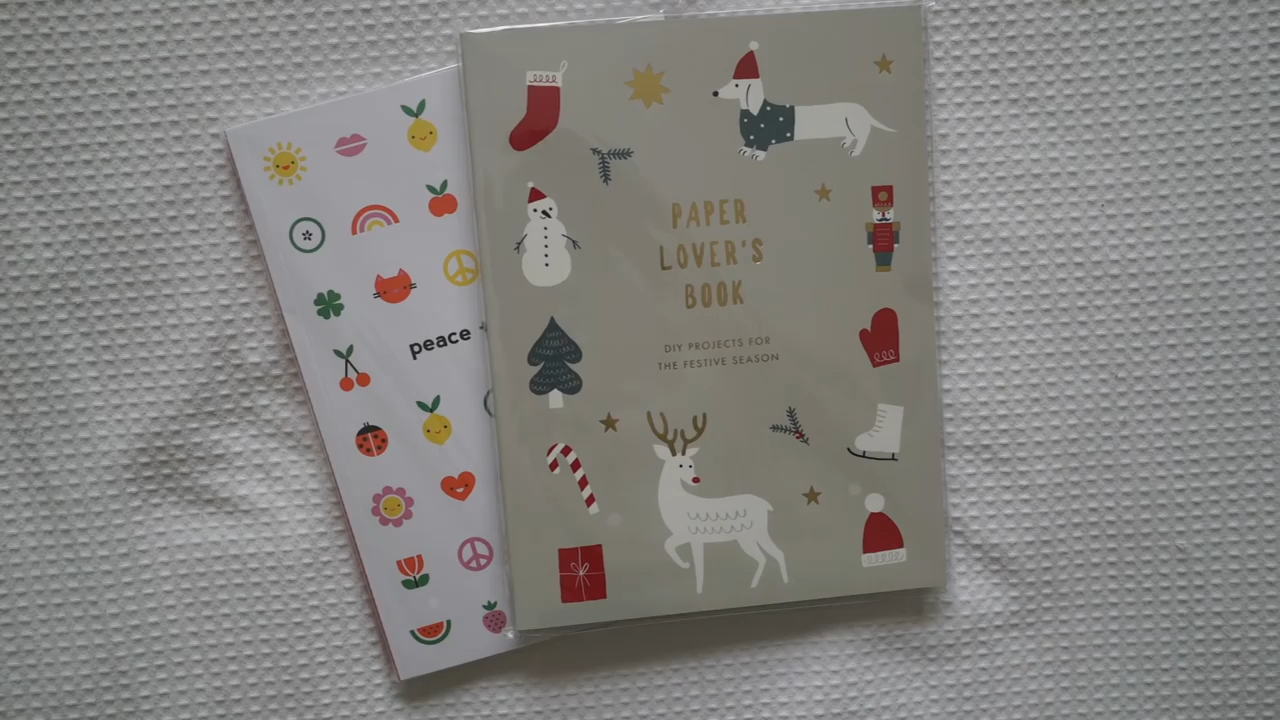 PAPER
LOVER'S
BOOK
DIY PROJECTS FOR
THE FESTIVE SEASON
peace